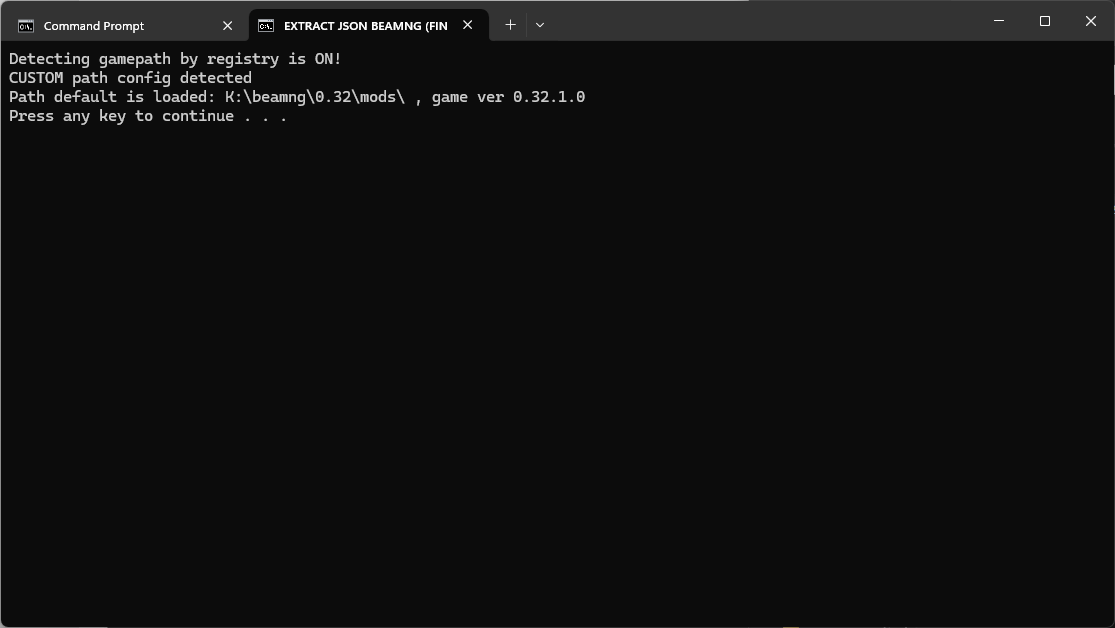 Command Prompt
EXTRACT JSON BEAMNG (FIN
Detecting gamepath by registry is ON!
CUSTOM path config detected
Path default is loaded: K:\beamng\0.32\mods\ , game ver 0.32.1.0
Press any key to continue . . .